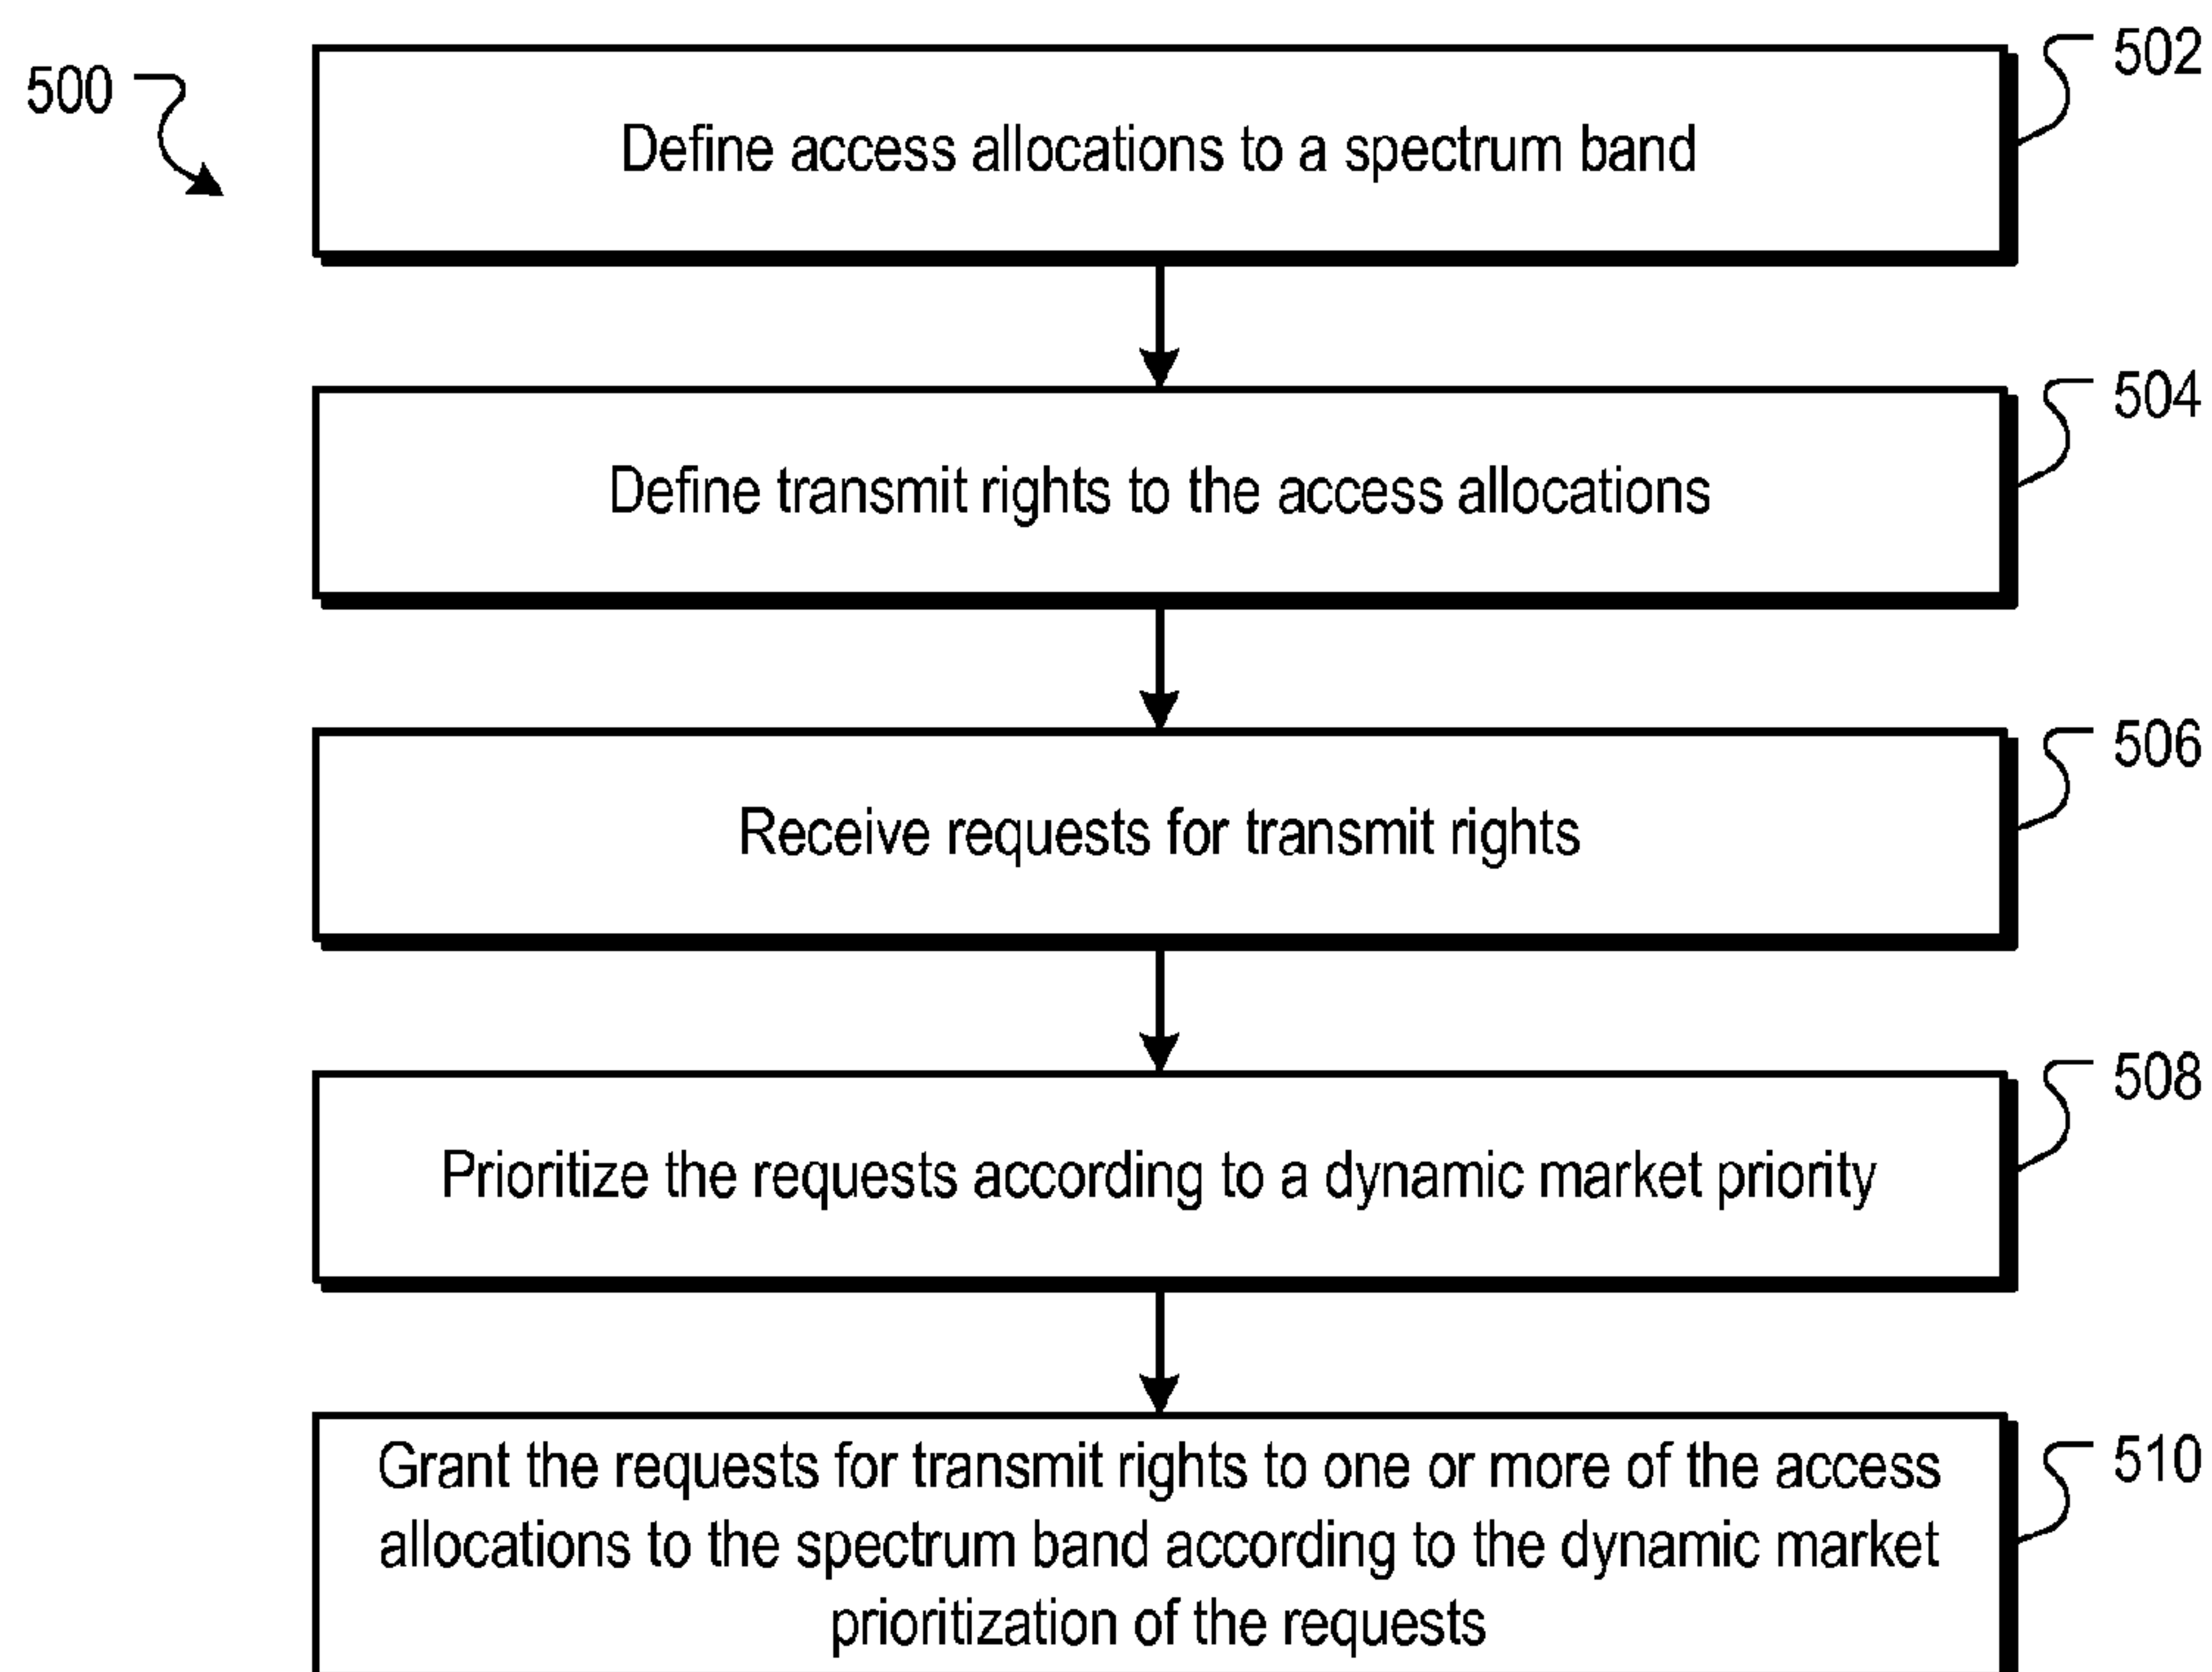 500
502
Define access allocations to a spectrum band
504
Define transmit rights to the access allocations
506
Receive requests for transmit rights
508
Prioritize the requests according to a dynamic market priority
510
Grant the requests for transmit rights to one or more of the access
allocations to the spectrum band according to the dynamic market
prioritization of the requests